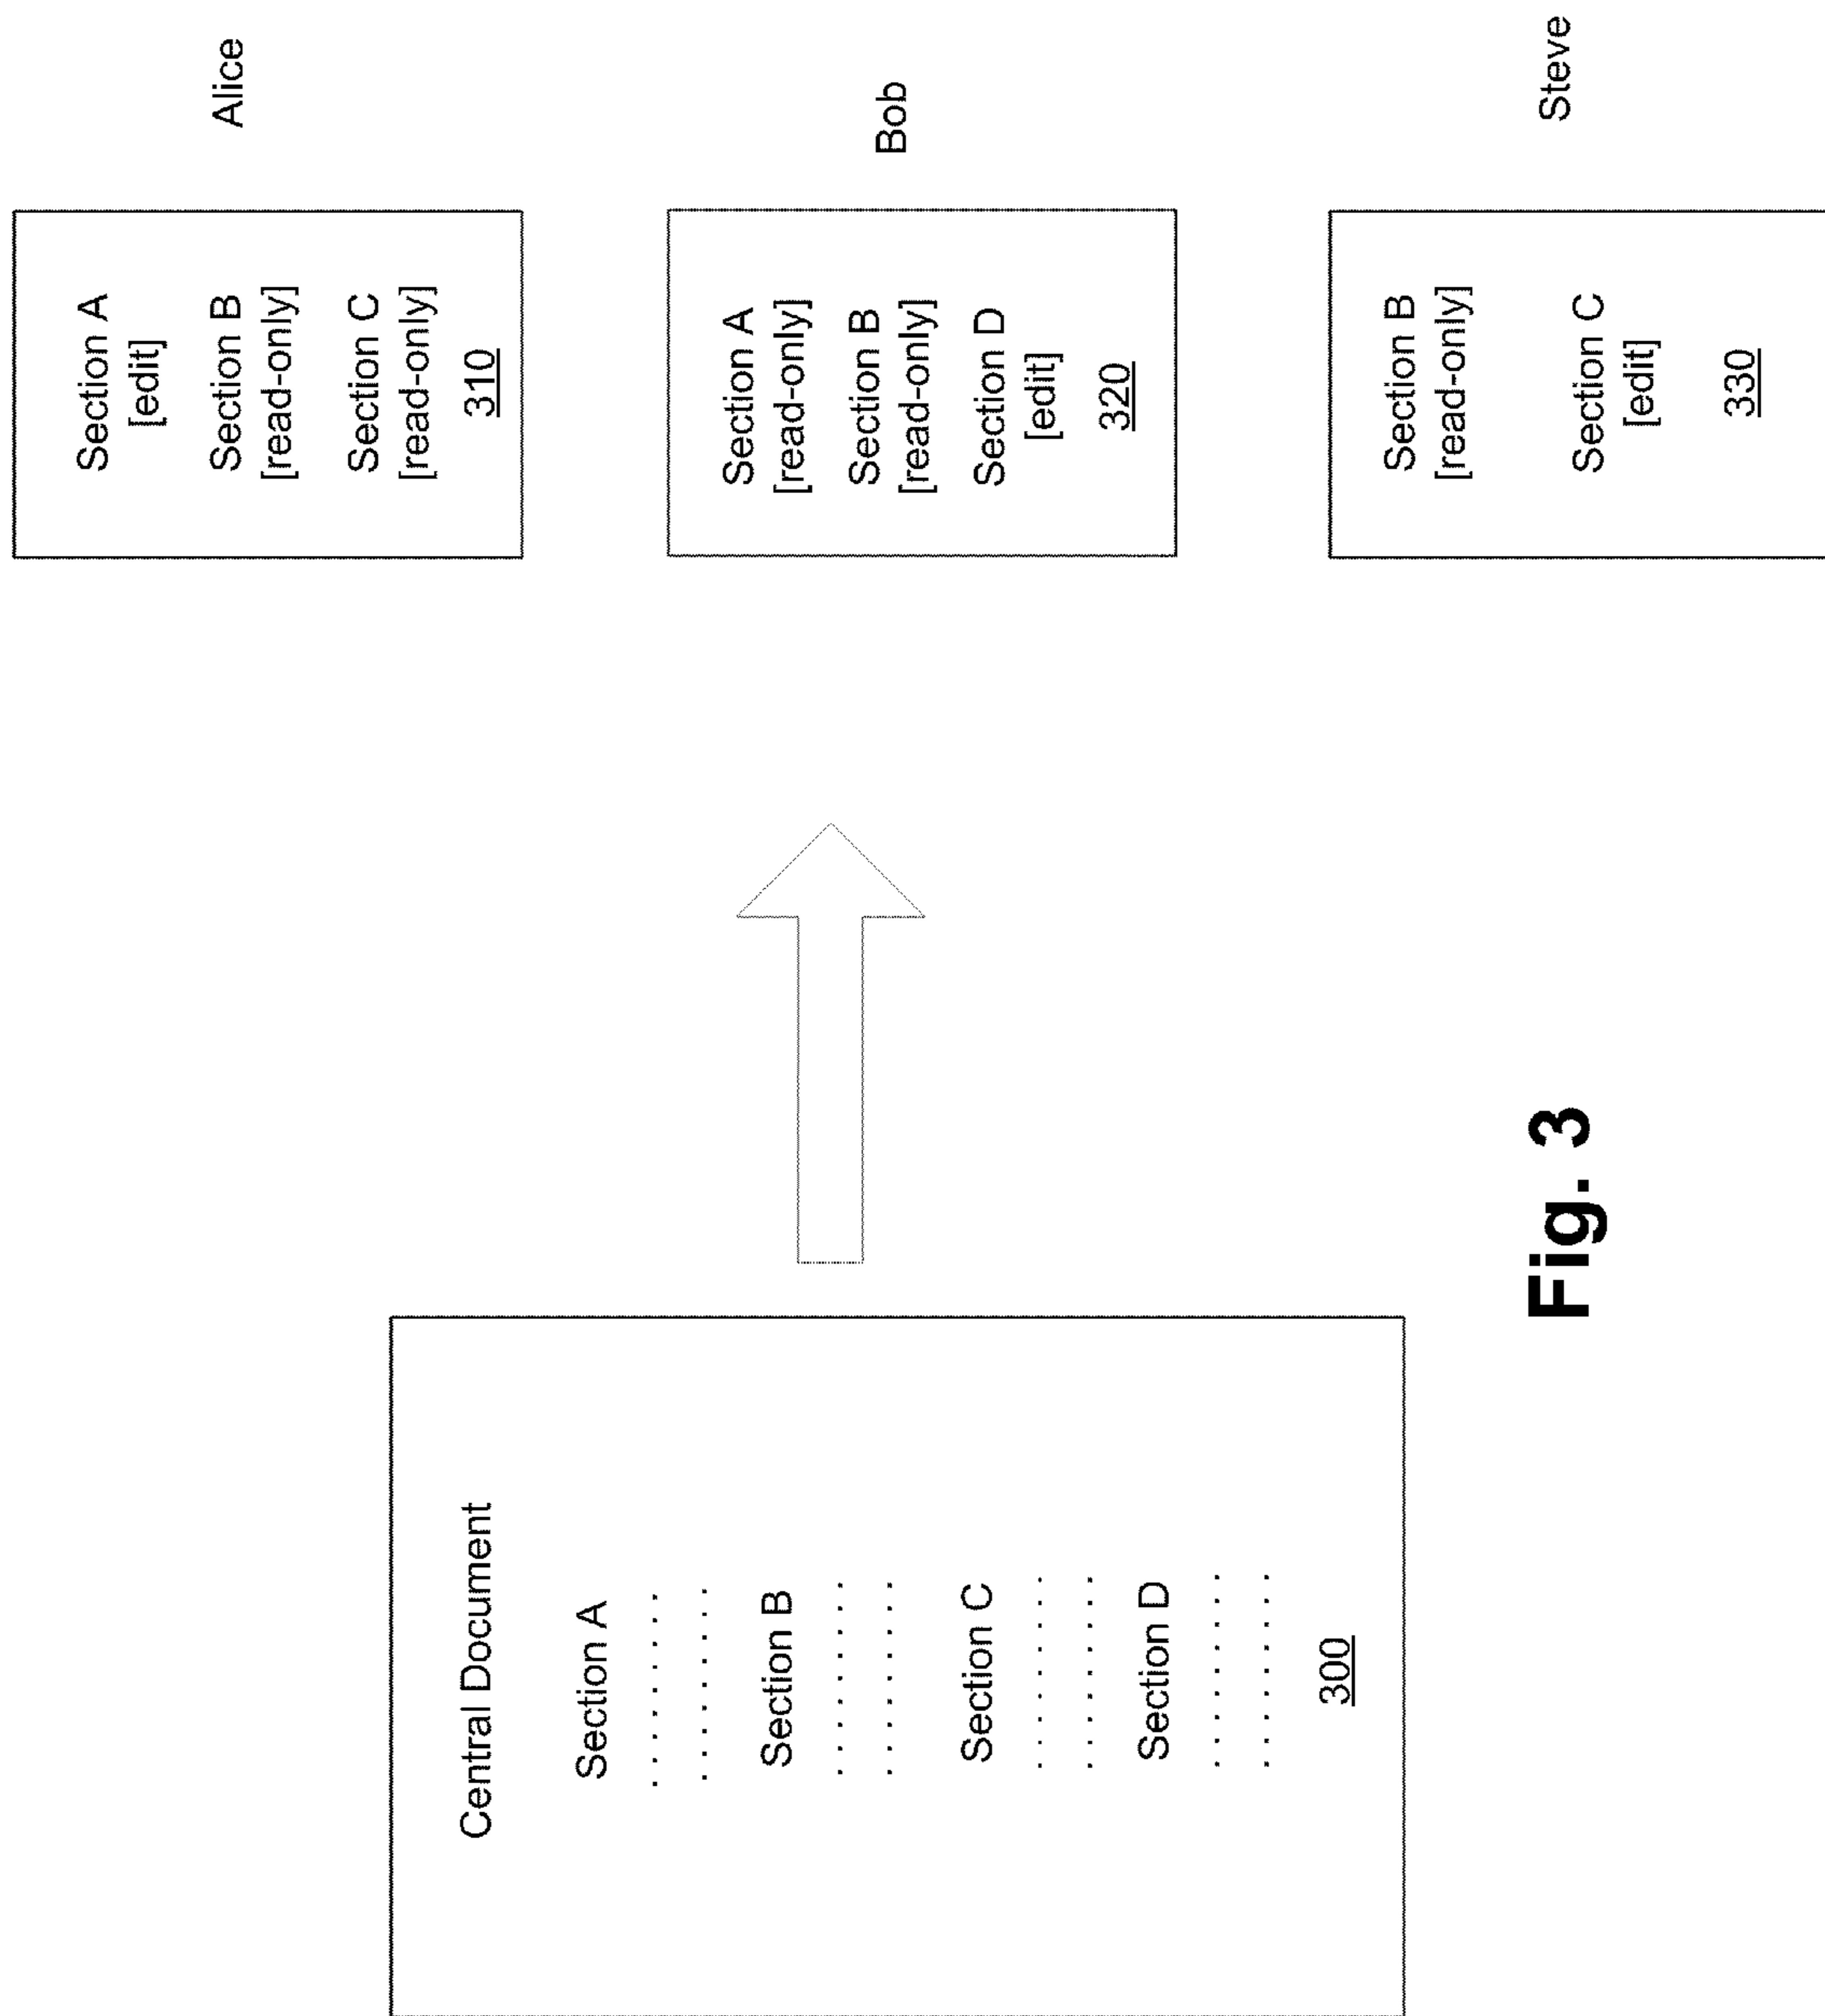 Central Document
Section A
. . . . . . . . . .
. . . . . . . . . .
Section B
. . . . . . . . . .
. . . . . . . . . .
Section C
. . . . . . . . . .
. . . . . . . . . .
Section D
. . . . . . . . . .
. . . . . . . . . .
300
Section A
[edit]
Section B
[read-only]
Section C
[read-only]
310
Alice
Section A
[read-only]
Section B
[read-only]
Section D
[edit]
320
Bob
Section B
[read-only]
Section C
[edit]
330
Steve
Fig. 3